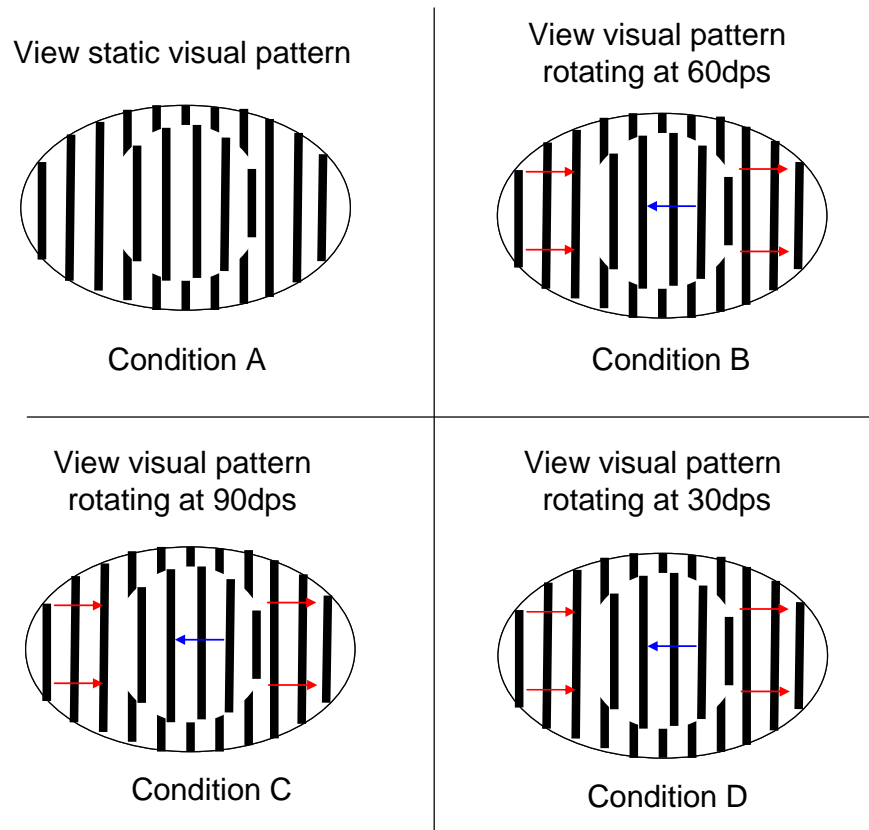 View static visual pattern
Condition A
View visual pattern
rotating at 60dps
Condition B
View visual pattern
rotating at 90dps
Condition C
View visual pattern
rotating at 30dps
Condition D